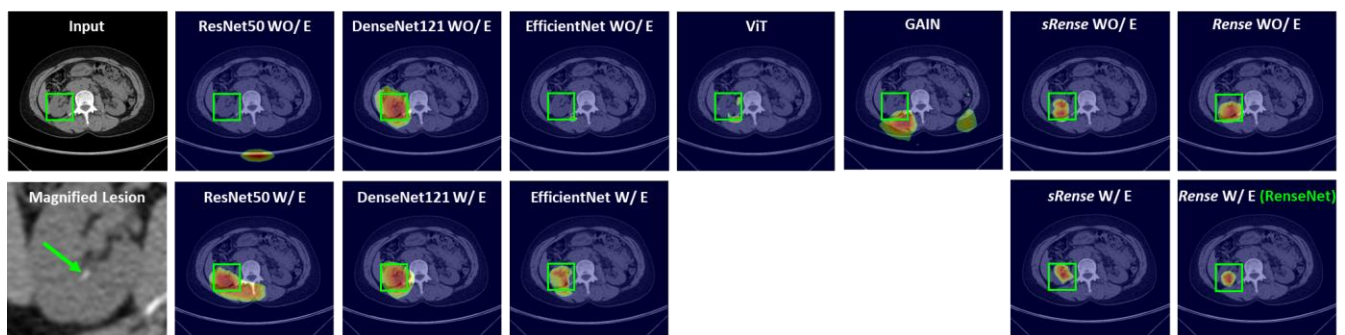 Input
ResNet50 WO/ E
DenseNet121 WO/ E
EfficientNet WO/ E
ViT
GAIN
sRense WO/ E
Rense WO/ E
Magnified Lesion
ResNet50 W/ E
DenseNet121 W/ E
EfficientNet W/ E
sRense W/ E
Rense W/ E (RenseNet)